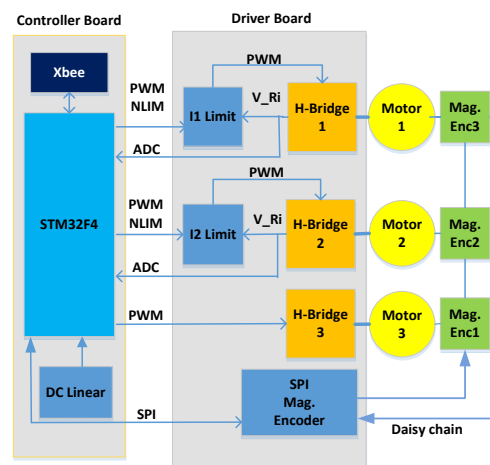 Controller Board
Driver Board
Xbee
PWM
PWM
NLIM
V_Ri
I1 Limit
H-Bridge
1
Motor
1
Mag.
Enc3
ADC
PWM
STM32F4
PWM
NLIM
V_Ri
I2 Limit
H-Bridge
2
Motor
2
Mag.
Enc2
ADC
PWM
H-Bridge
3
Motor
3
Mag.
Enc1
DC Linear
SPI
SPI
Mag.
Encoder
Daisy chain